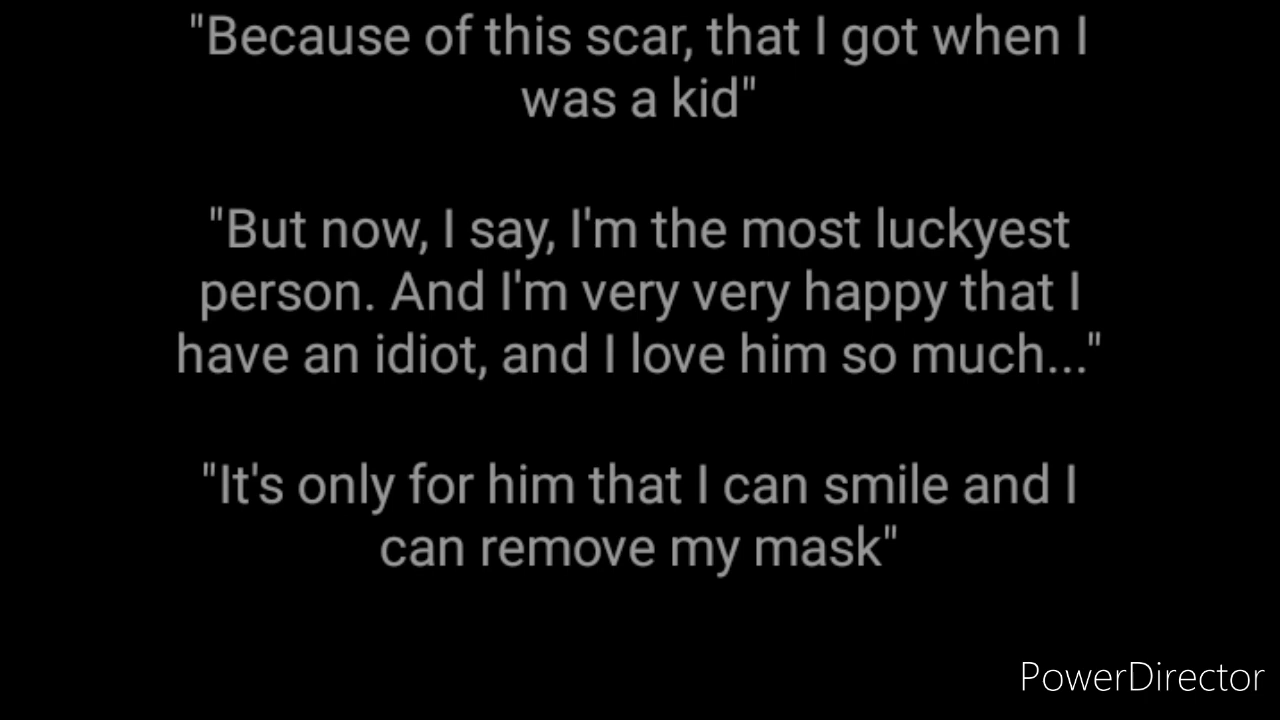 "Because of this scar, that I got when I
was a kid"
"But now, I say, I'm the most luckyest
person. And I'm very very happy that I
have an idiot, and I love him so much..."
"It's only for him that I can smile and I
can remove my mask"
PowerDirector